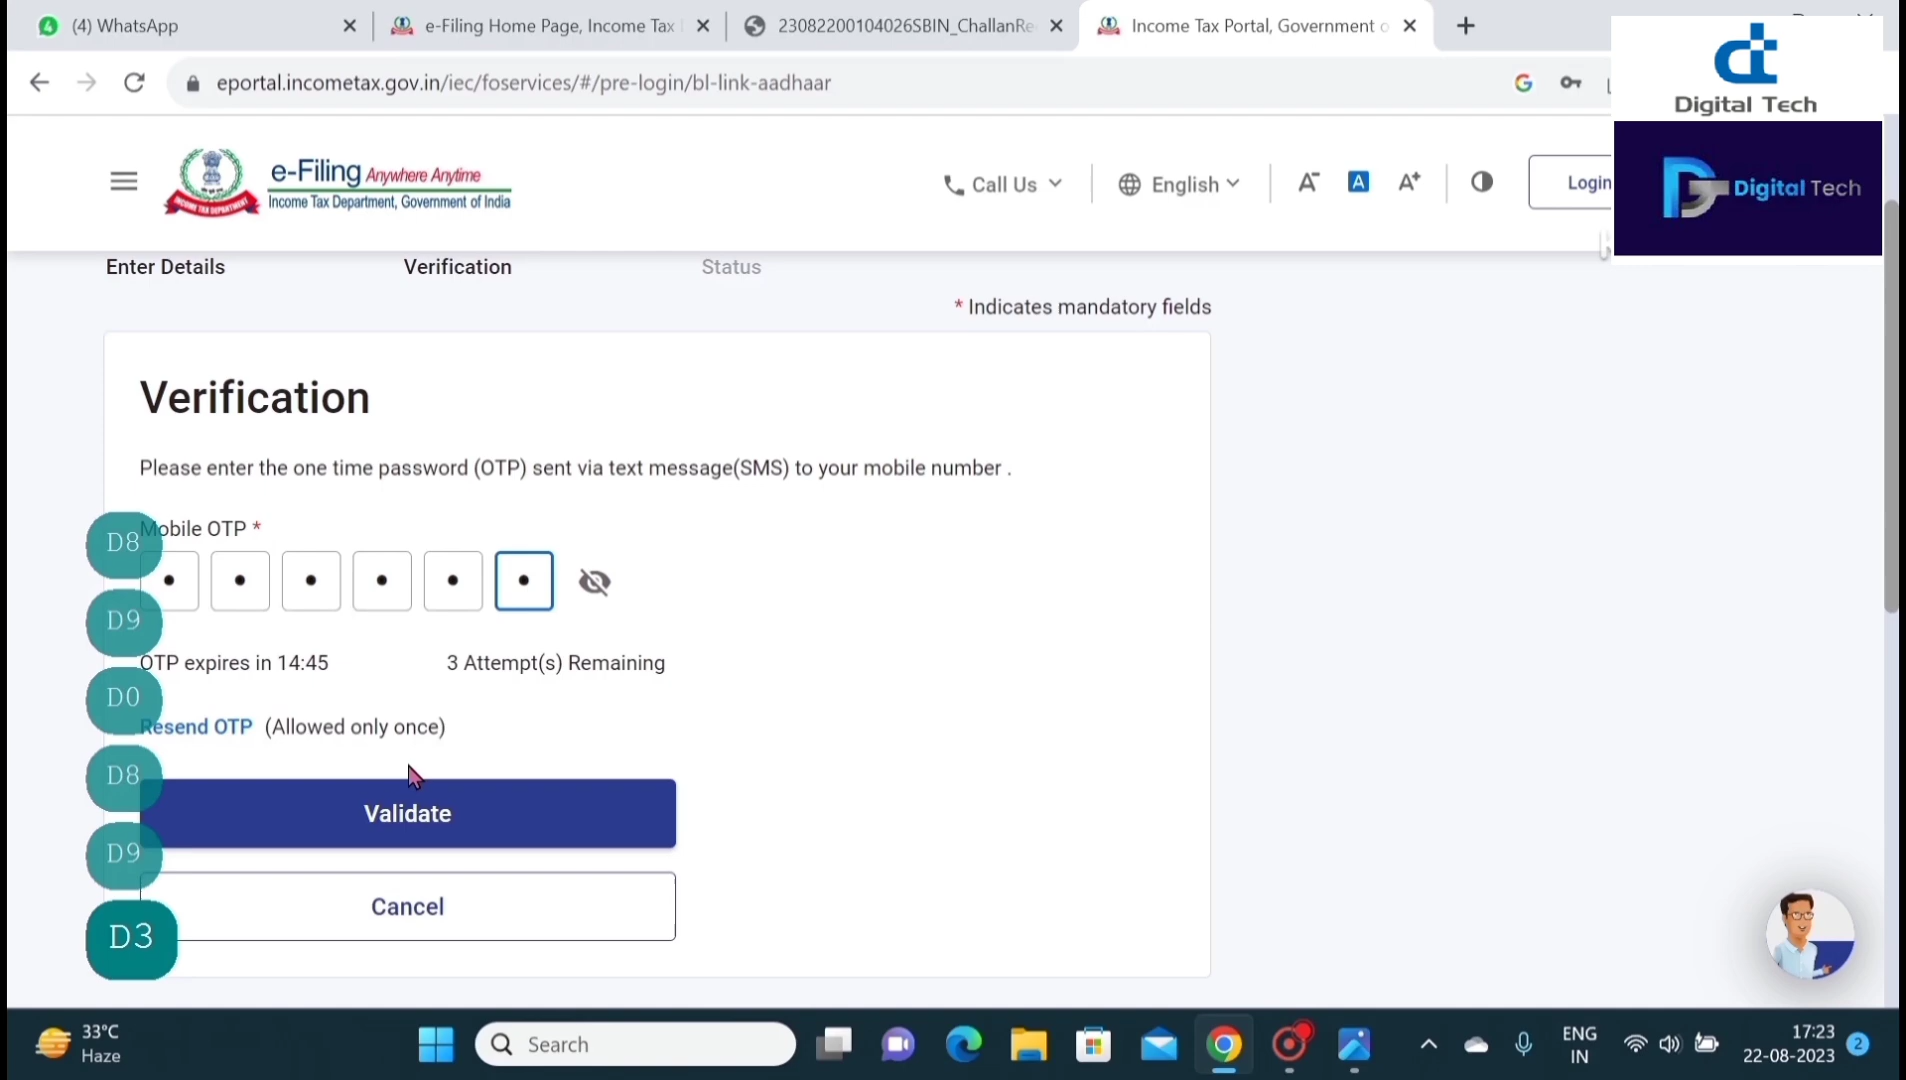 (4) WhatsApp
e-Filing Home Page, Income Tax
23082200104026SBIN_ChallanRe
Income Tax Portal, Government o
eportal.incometax.gov.in/iec/foservices/#/pre-login/bl-link-aadhaar
Digital Tech
e-Filing Anywhere Anytime
Income Tax Department, Government of India
INCOME TAX DEPARTMENT
Call Us
English
A-
A
A+
Login
Digital Tech
Enter Details
Verification
Status
* Indicates mandatory fields
Verification
Please enter the one time password (OTP) sent via text message(SMS) to your mobile number .
Mobile OTP *
D8
D9
OTP expires in 14:45
3 Attempt(s) Remaining
D0
Resend OTP (Allowed only once)
D8
Validate
D9
Cancel
D3
33°C
Haze
Search
ENG
IN
17:23
22-08-2023
2